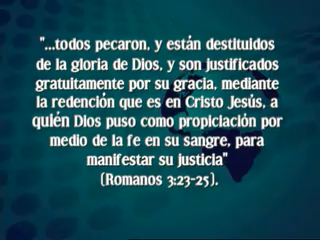 "...todos pecaron, y están destituidos
de la gloria de Dios, y son justificados
gratuitamente por su gracia, mediante
la redención que es en Cristo Jesús, a
quién Dios puso como propiciación por
medio de la fe en su sangre, para
manifestar su justicia"
(Romanos 3:23-25).